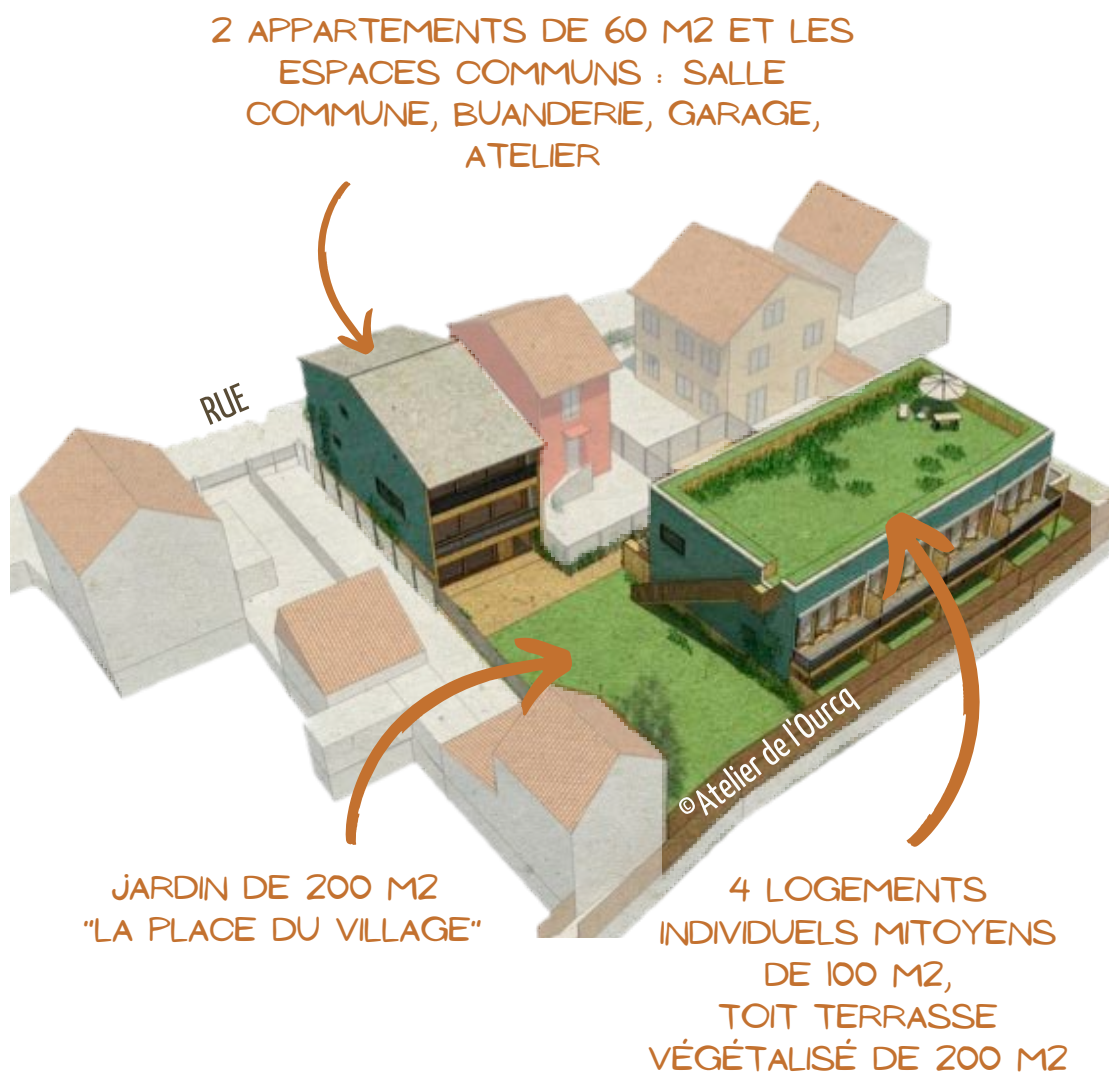 2 APPARTEMENTS DE 60 M2 ET LES
ESPACES COMMUNS : SALLE
COMMUNE, BUANDERIE, GARAGE,
ATELIER
RUE
©Atelier de l'Ourcq
JARDIN DE 200 M2
"LA PLACE DU VILLAGE"
4 LOGEMENTS
INDIVIDUELS MITOYENS
DE 100 M2,
TOIT TERRASSE
VÉGÉTALISÉ DE 200 M2